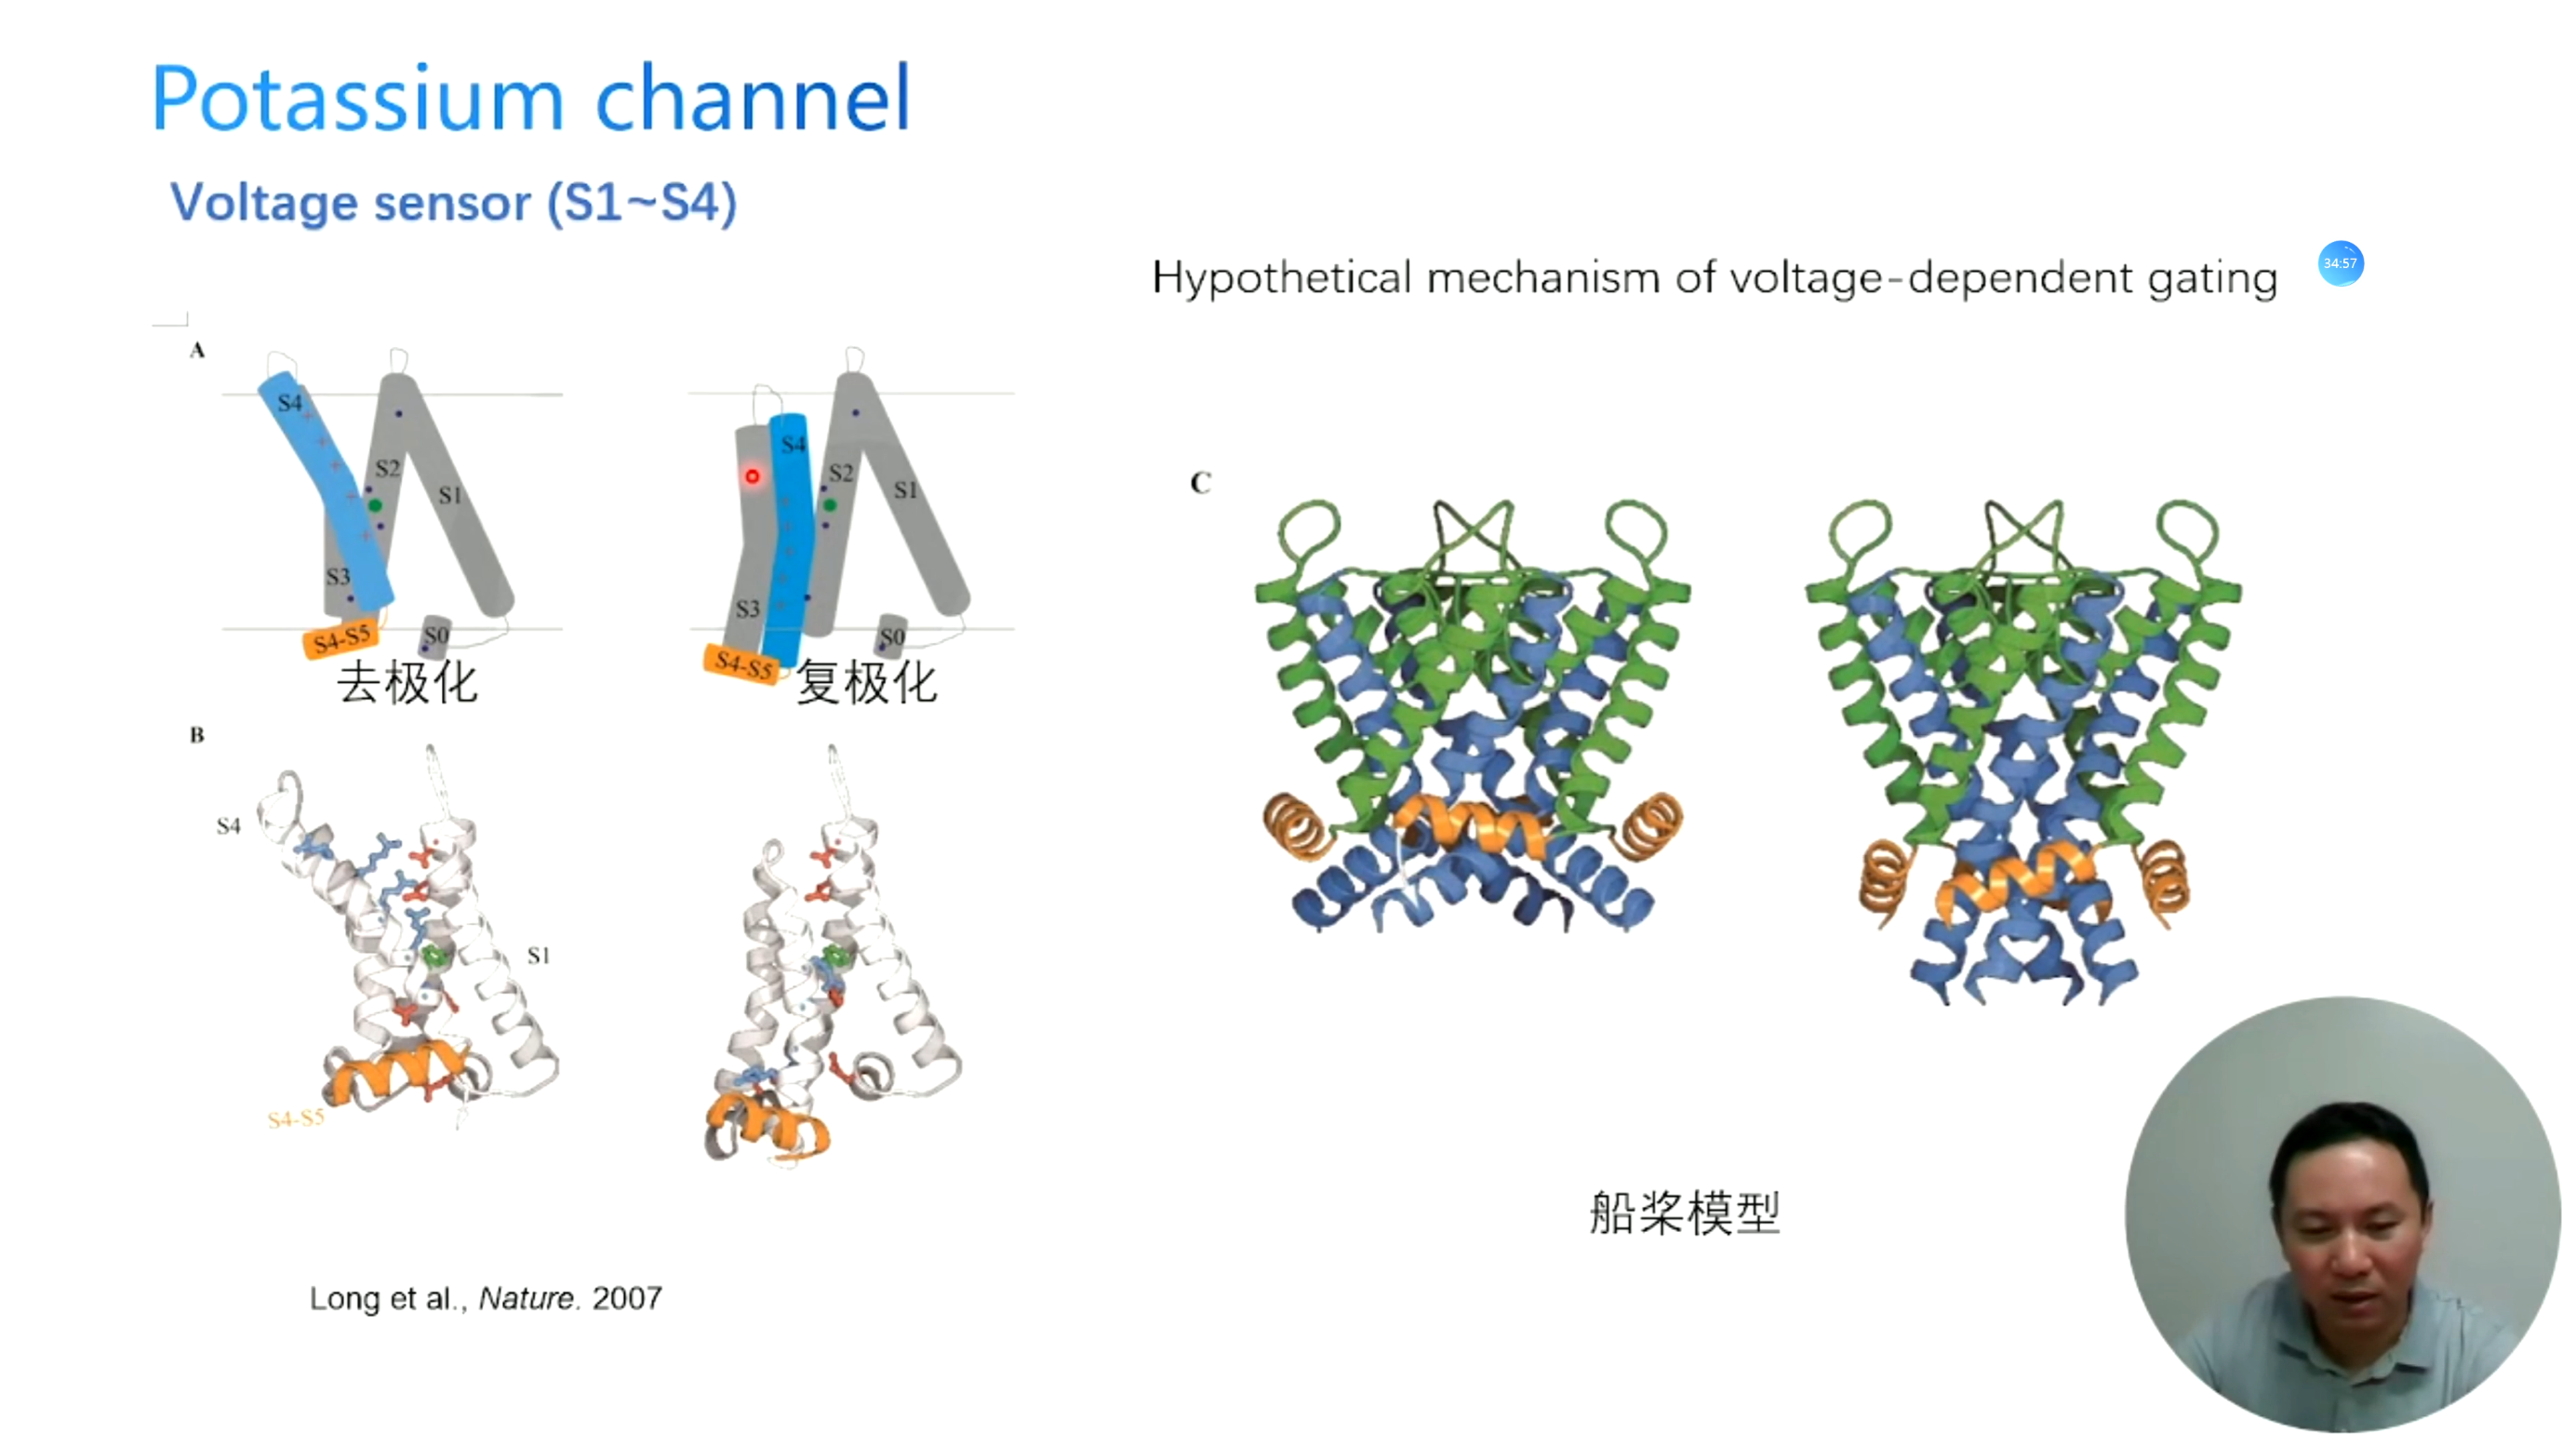 Potassium channel
Voltage sensor (S1~S4)
Hypothetical mechanism of voltage-dependent gating
34:57
A
S4
S2
S1
S3
S4-S5
S0
去极化
S4
S2
S1
S3
S4-S5
S0
复极化
B
S4
S1
S4-S5
C
船桨模型
Long et al., Nature. 2007